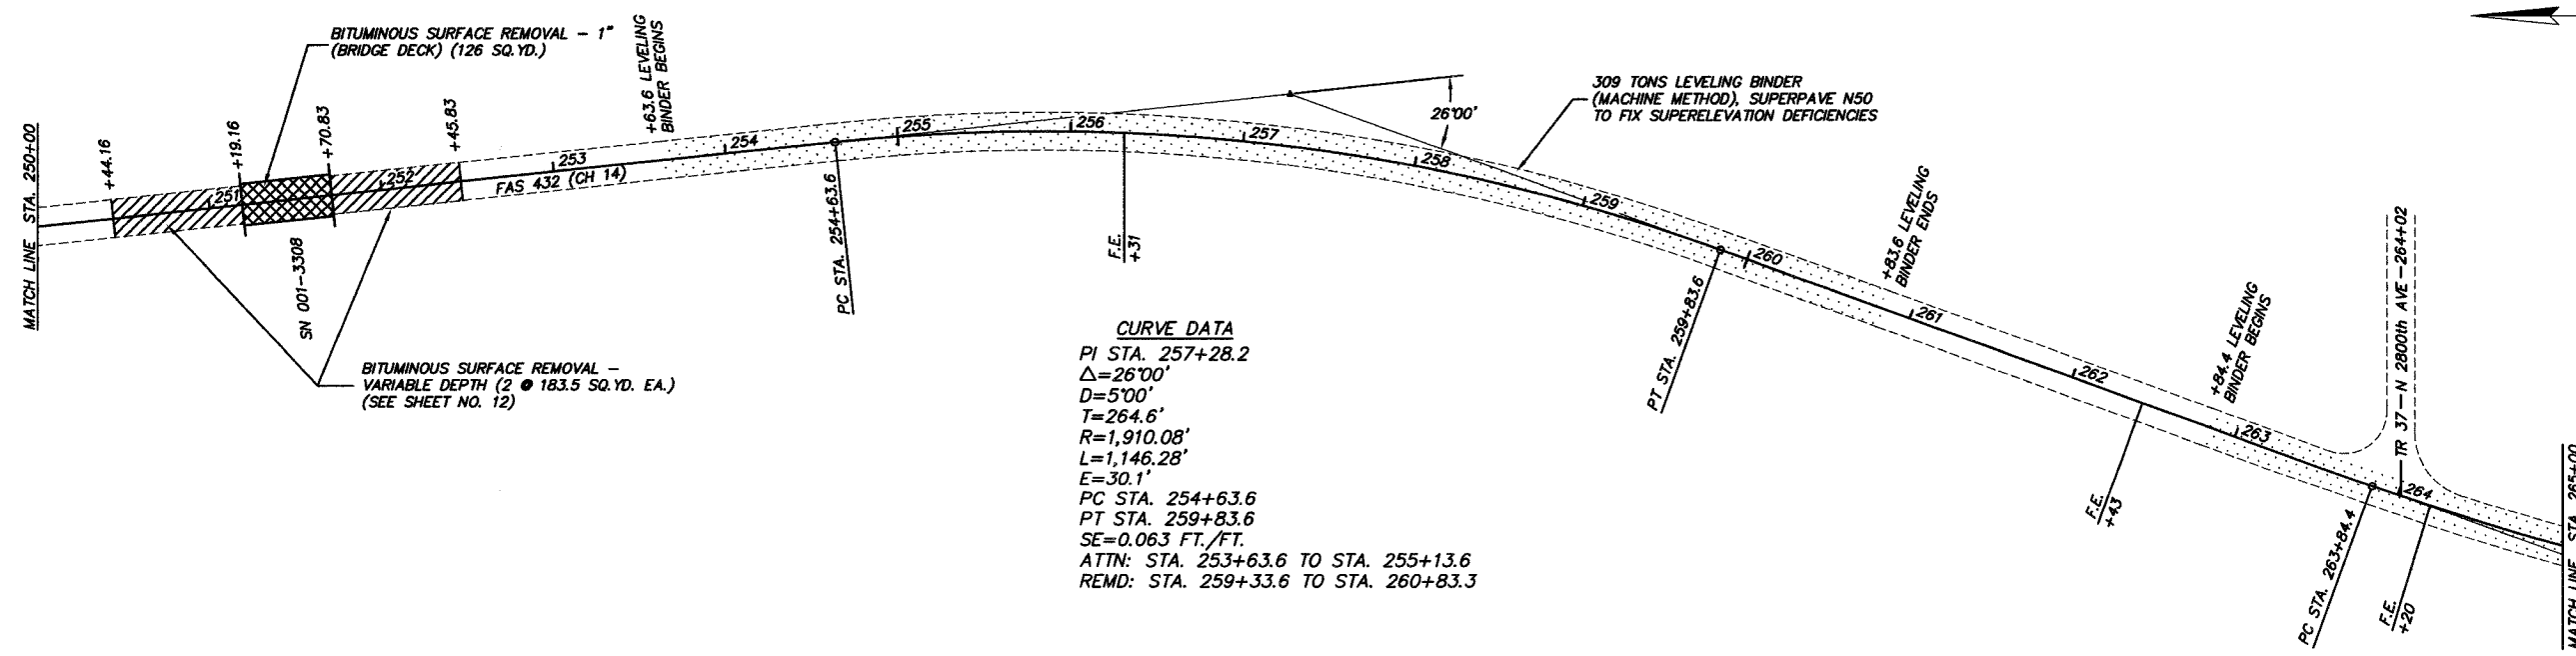 BITUMINOUS SURFACE REMOVAL - 1"
(BRIDGE DECK) (126 SQ.YD.)
MATCH LINE STA. 250+00
+44.16
+19.16
+70.83
+45.83
+63.6 LEVELING
BINDER BEGINS
251
252
253
254
255
256
257
258
259
260
261
262
263
264
FAS 432 (CH 14)
SN 001-3308
BITUMINOUS SURFACE REMOVAL -
VARIABLE DEPTH (2 @ 183.5 SQ.YD. EA.)
(SEE SHEET NO. 12)
PC STA. 254+63.6
F.E.
+31
26°00'
309 TONS LEVELING BINDER
(MACHINE METHOD), SUPERPAVE N50
TO FIX SUPERELEVATION DEFICIENCIES
CURVE DATA
PI STA. 257+28.2
Δ=26°00'
D=5°00'
T=264.6'
R=1,910.08'
L=1,146.28'
E=30.1'
PC STA. 254+63.6
PT STA. 259+83.6
SE=0.063 FT./FT.
ATTN: STA. 253+63.6 TO STA. 255+13.6
REMD: STA. 259+33.6 TO STA. 260+83.3
PT STA. 259+83.6
+83.6 LEVELING
BINDER ENDS
F.E.
+43
+84.4 LEVELING
BINDER BEGINS
TR 37 - N 2800th AVE - 264+02
PC STA. 263+84.4
F.E.
+20
MATCH LINE STA. 265+00